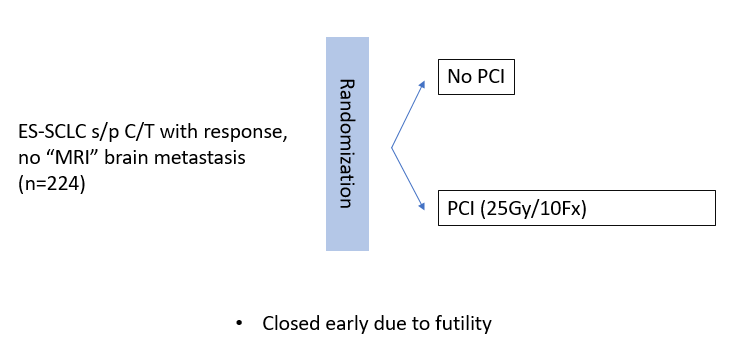 ES-SCLC s/p C/T with response,
no “MRI” brain metastasis
(n=224)
Randomization
No PCI
PCI (25Gy/10Fx)
• Closed early due to futility